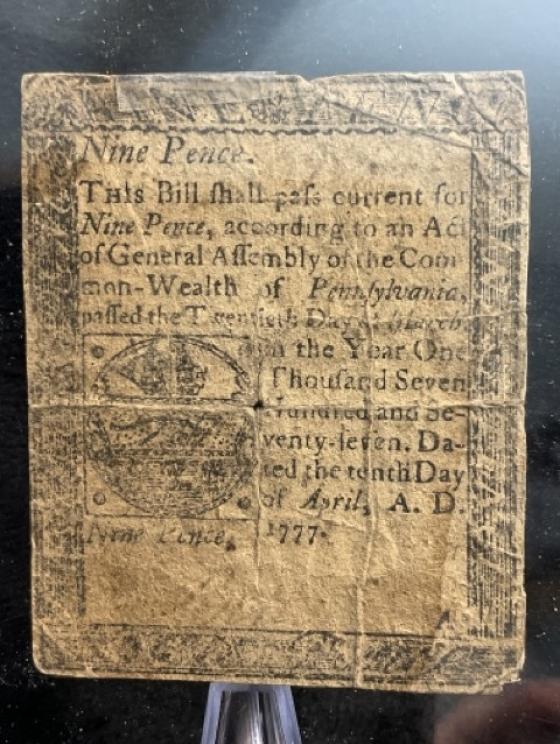 NINE PENCE
Nine Pence.
THIS Bill ſhall paſs current for
Nine Pence, according to an Act
of General Aſſembly of the Com-
mon-Wealth of Pennſylvania,
paſſed the Twentieth Day of March
in the Year One
Thouſand Seven
Hundred and Se-
venty-ſeven. Da-
ted the tenth Day
of April, A. D.
Nine Pence. 1777.